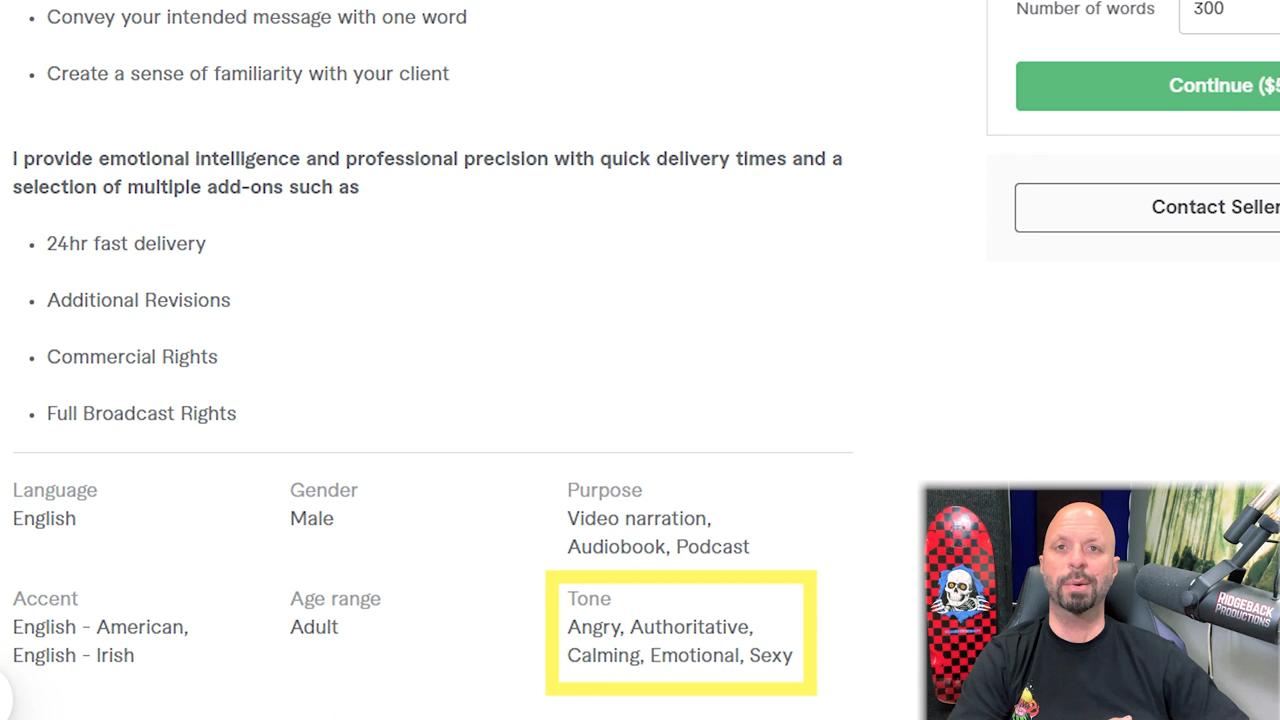 Convey your intended message with one word
Create a sense of familiarity with your client
I provide emotional intelligence and professional precision with quick delivery times and a
selection of multiple add-ons such as
24hr fast delivery
Additional Revisions
Commercial Rights
Full Broadcast Rights
Language
English
Gender
Male
Purpose
Video narration,
Audiobook, Podcast
Accent
English - American,
English - Irish
Age range
Adult
Tone
Angry, Authoritative,
Calming, Emotional, Sexy
Number of words
300
Continue ($5
Contact Seller
RIDGEBACK
PRODUCTIONS